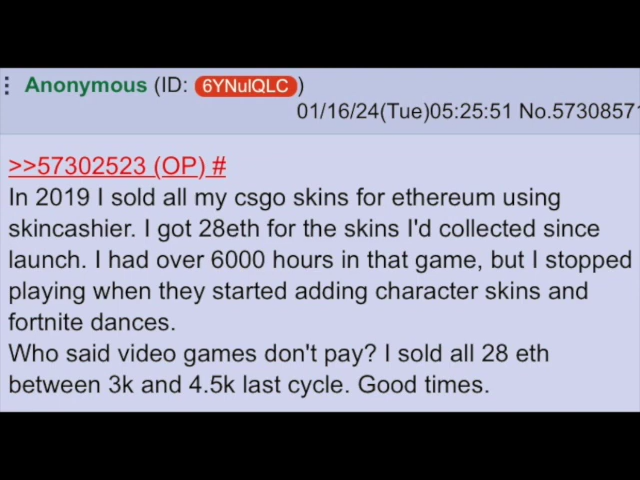 Anonymous (ID: 6YNulQLC)
01/16/24(Tue)05:25:51 No.57308571
>>57302523 (OP) #
In 2019 I sold all my csgo skins for ethereum using
skincashier. I got 28eth for the skins I'd collected since
launch. I had over 6000 hours in that game, but I stopped
playing when they started adding character skins and
fortnite dances.
Who said video games don't pay? I sold all 28 eth
between 3k and 4.5k last cycle. Good times.